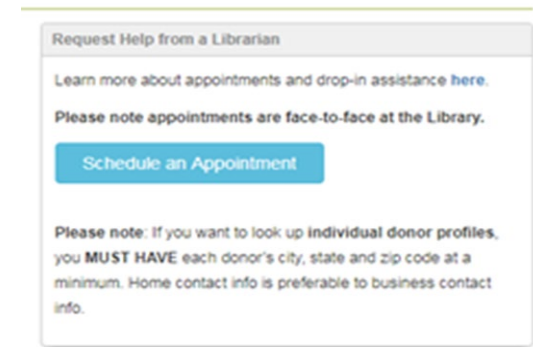 Request Help from a Librarian
Learn more about appointments and drop-in assistance here.
Please note appointments are face-to-face at the Library.
Schedule an Appointment
Please note: If you want to look up individual donor profiles,
you MUST HAVE each donor's city, state and zip code at a
minimum. Home contact info is preferable to business contact
info.